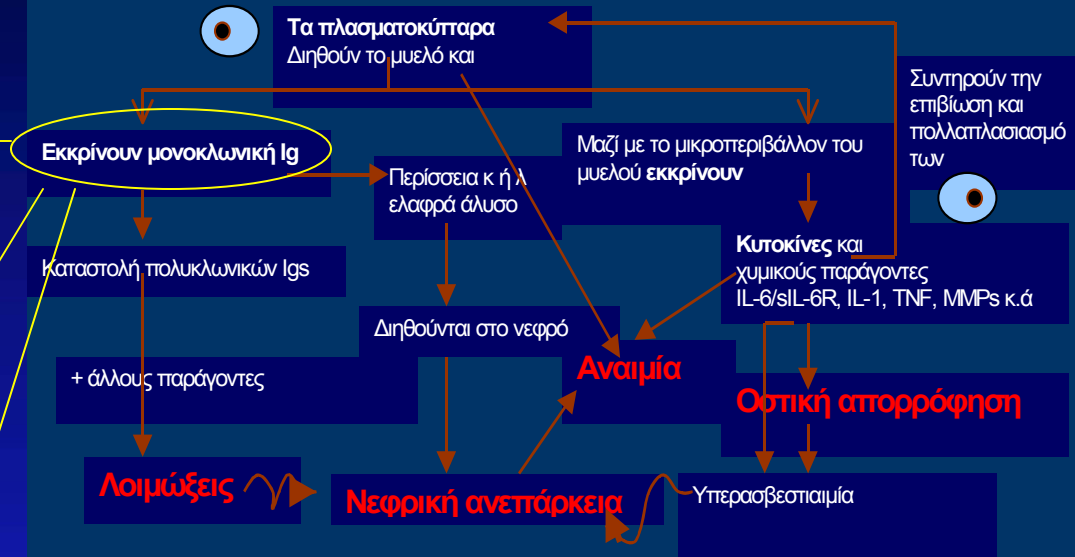 Τα πλασματοκύτταρα
Διηθούν το μυελό και
Συντηρούν την
επιβίωση και
πολλαπλασιασμό
των
Εκκρίνουν μονοκλωνική Ig
Περίσσεια κ ή λ
ελαφρά άλυσο
Μαζί με το μικροπεριβάλλον του
μυελού εκκρίνουν
Καταστολή πολυκλωνικών Igs
Κυτοκίνες και
χυμικούς παράγοντες
IL-6/sIL-6R, IL-1, TNF, MMPs κ.ά
Διηθούνται στο νεφρό
+ άλλους παράγοντες
Αναιμία
Οστική απορρόφηση
Λοιμώξεις
Νεφρική ανεπάρκεια
Υπερασβεστιαιμία